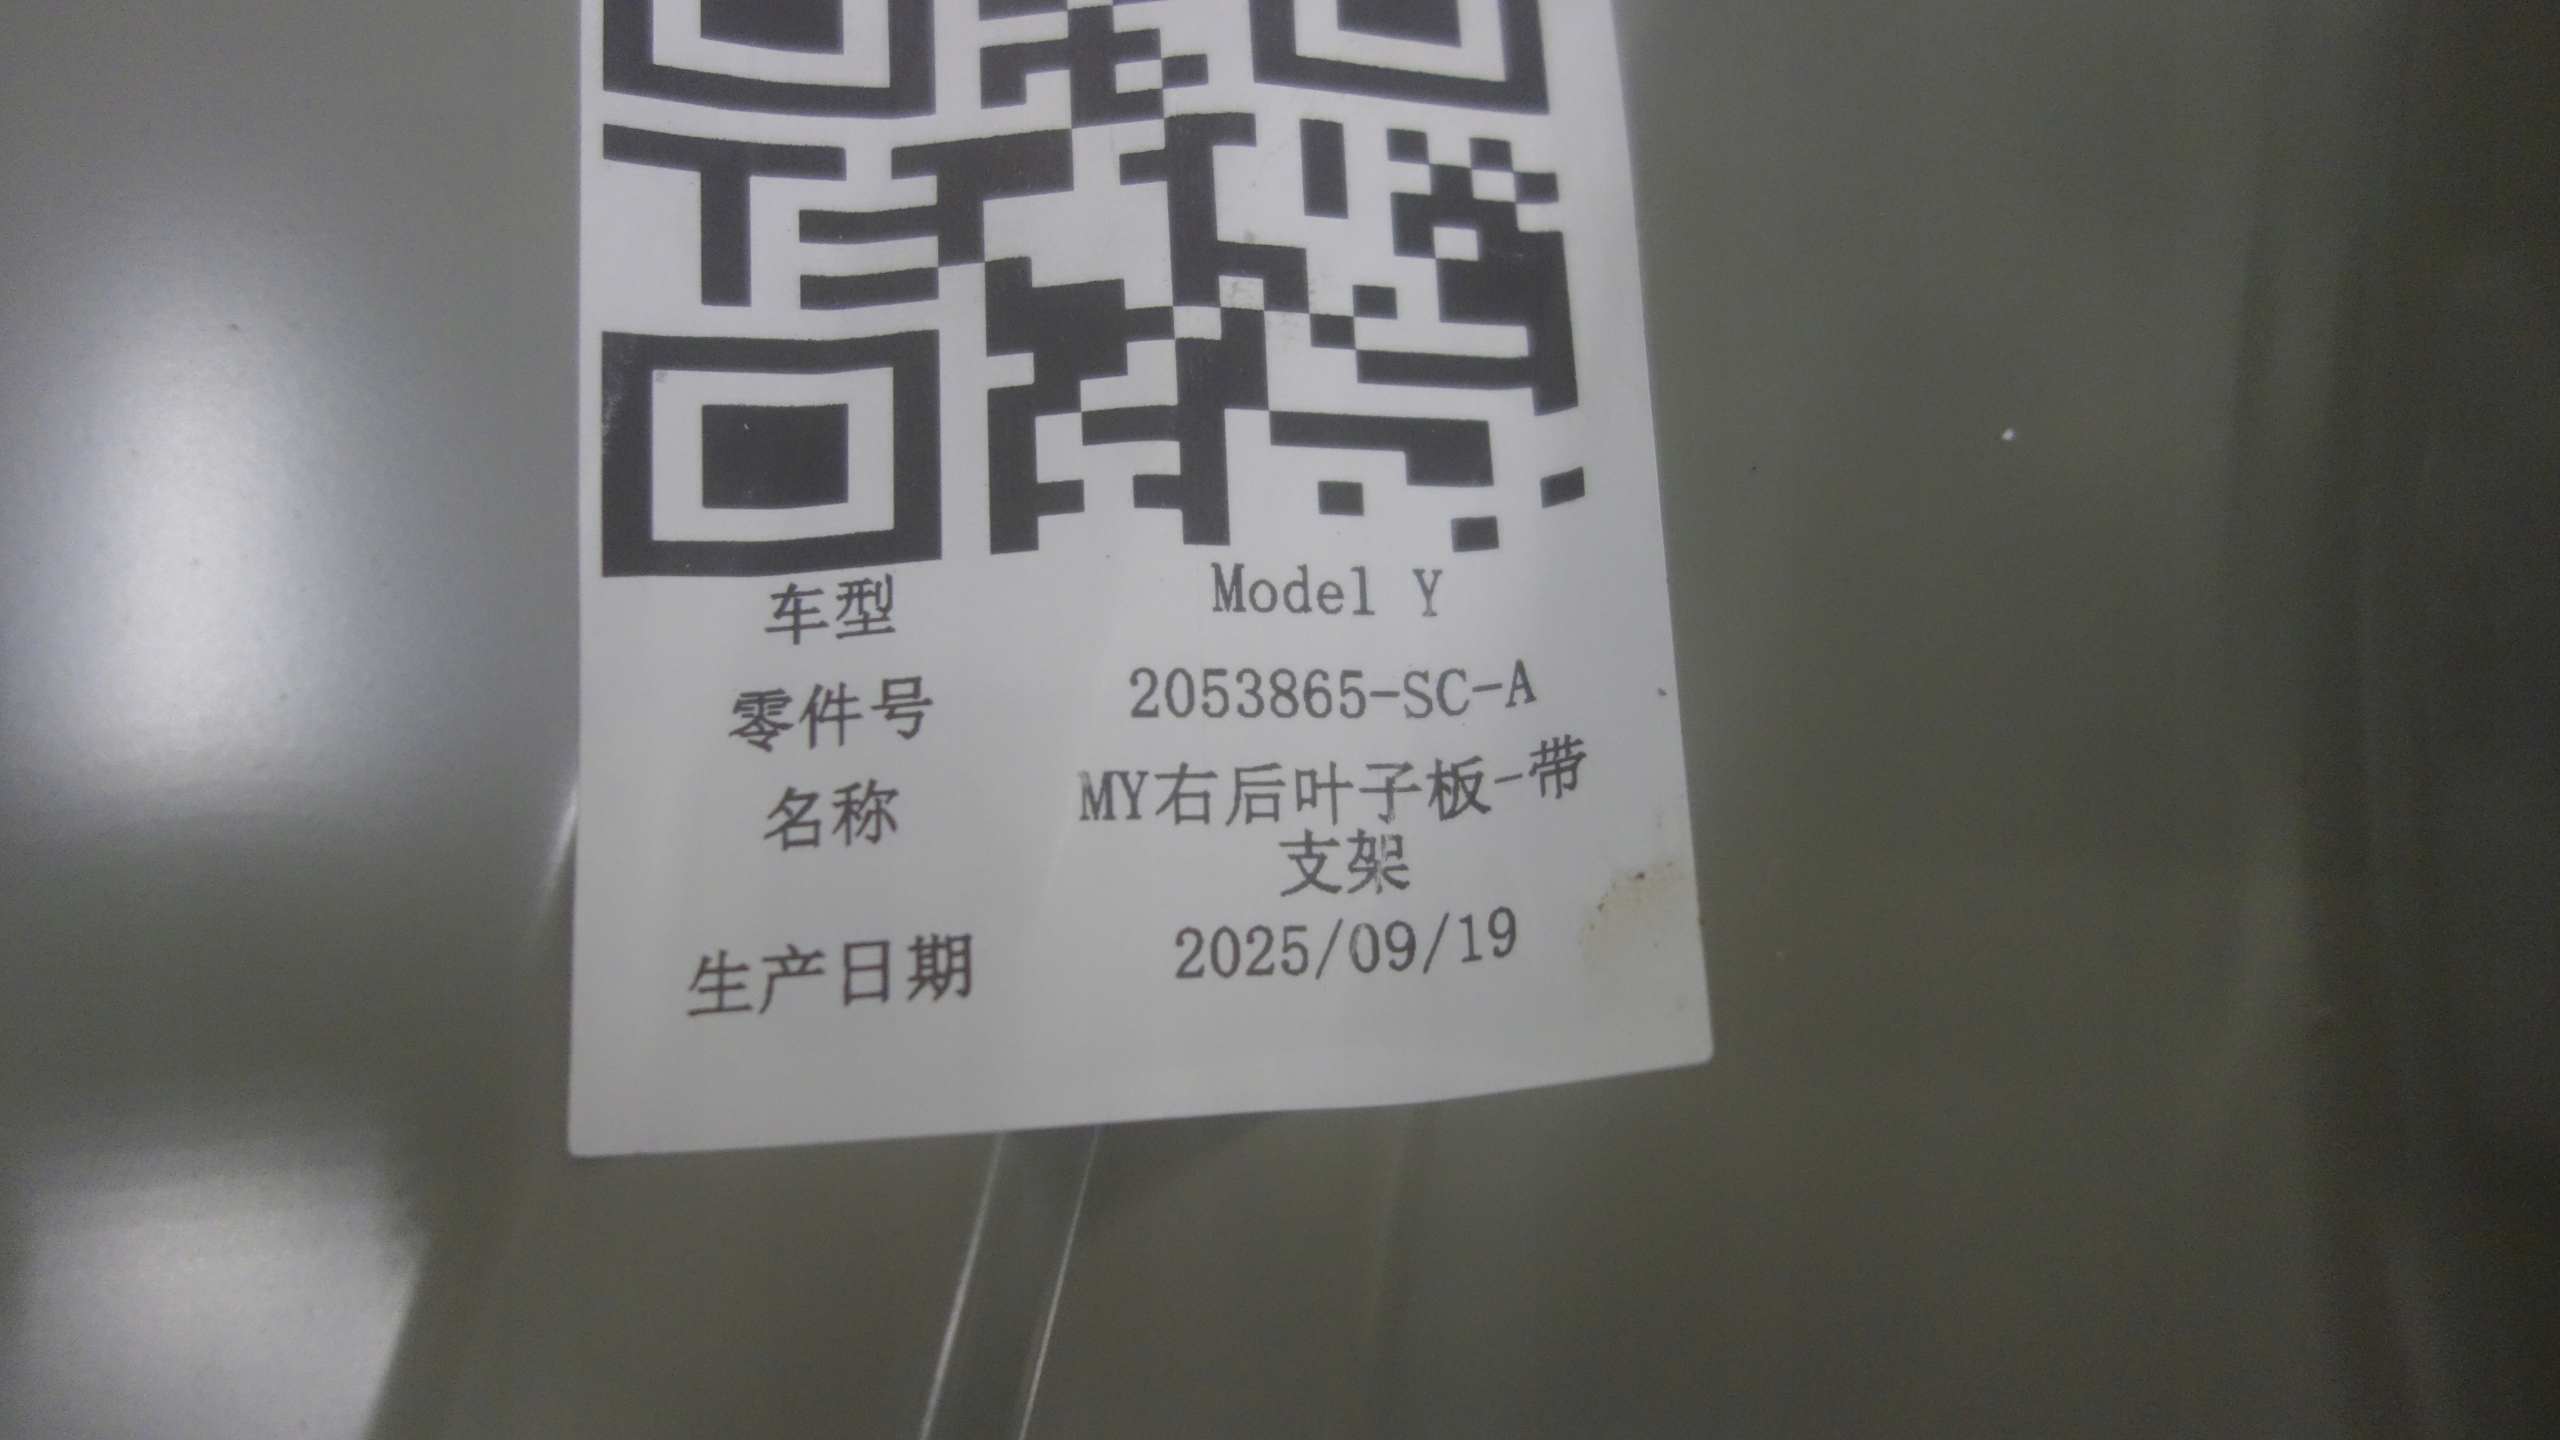 车型 Model Y
零件号 2053865-SC-A
名称 MY右后叶子板-带
支架
生产日期 2025/09/19